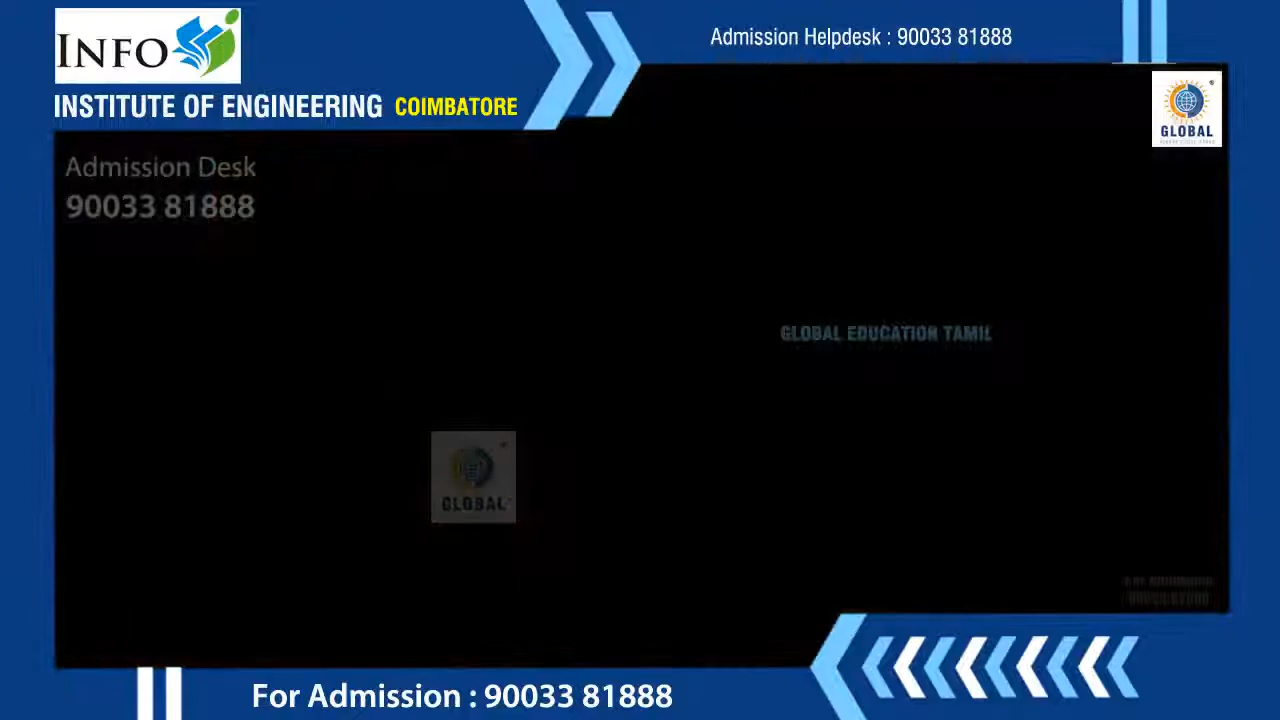 INFO
INSTITUTE OF ENGINEERING COIMBATORE
Admission Helpdesk : 90033 81888
GLOBAL
Admission Desk
90033 81888
GLOBAL EDUCATION TAMIL
GLOBAL
For Admission : 90033 81888